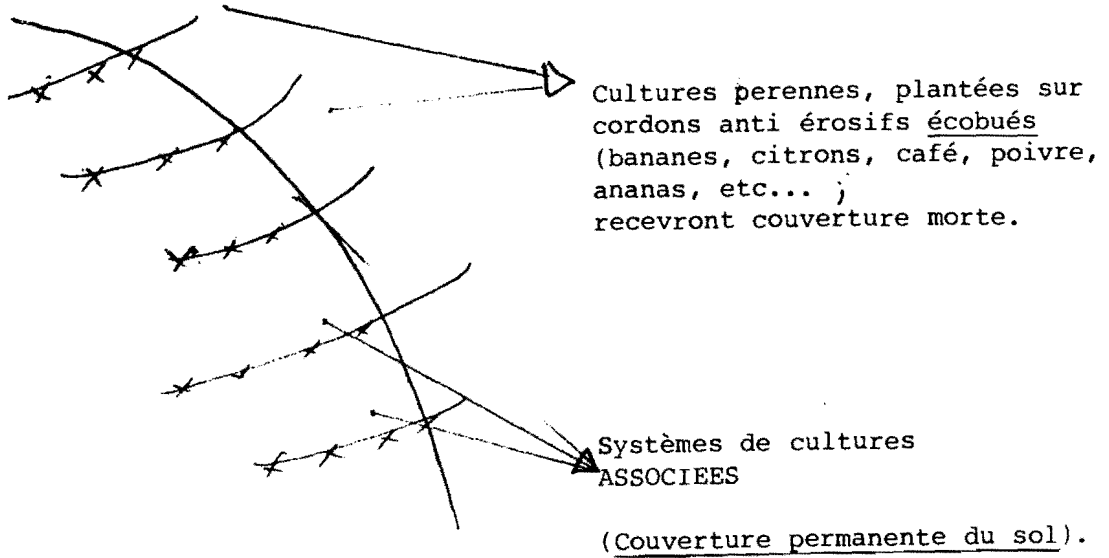 Cultures perennes, plantées sur
cordons anti érosifs écobués
(bananes, citrons, café, poivre,
ananas, etc... ;
recevront couverture morte.
Systèmes de cultures
ASSOCIEES
(Couverture permanente du sol).